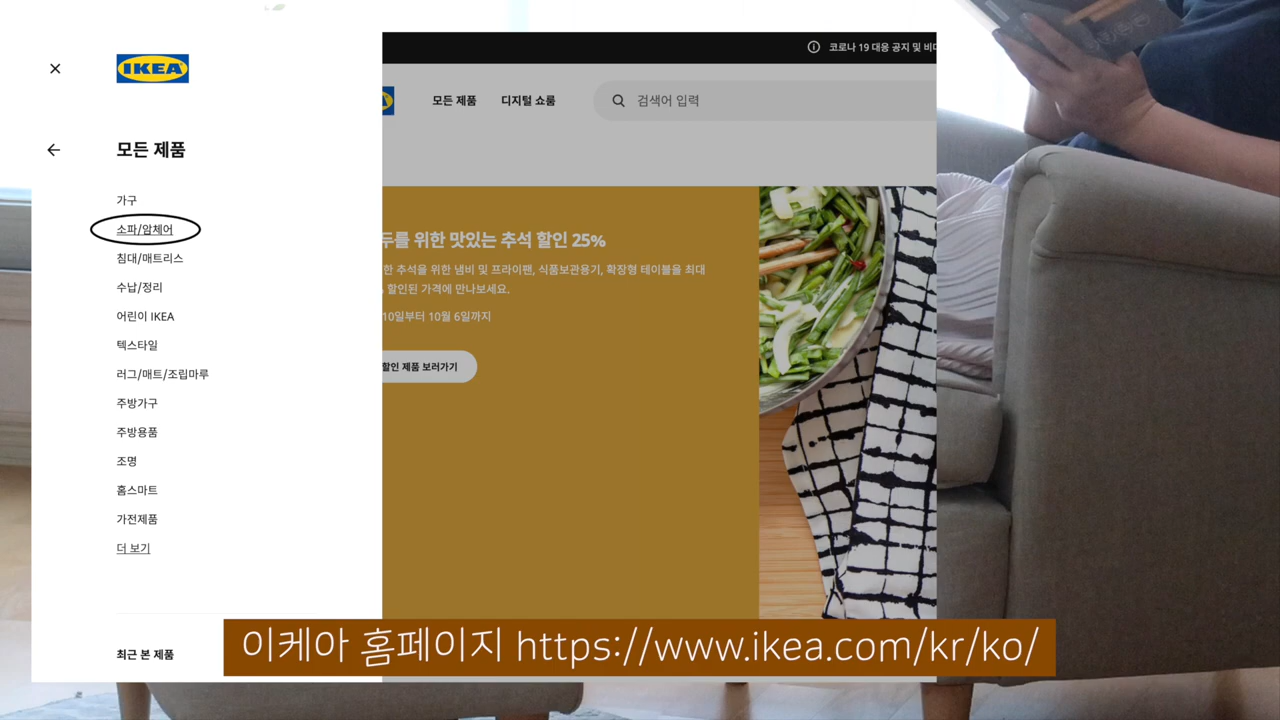 IKEA
모든 제품
가구
소파/암체어
침대/매트리스
수납/정리
어린이 IKEA
텍스타일
러그/매트/조립마루
주방가구
주방용품
조명
홈스마트
가전제품
더 보기
최근 본 제품
코로나 19 대응 공지 및
모든 제품
디지털 쇼룸
검색어 입력
두를 위한 맛있는 추석 할인 25%
한 추석을 위한 냄비 및 프라이팬, 식품보관용기, 확장형 테이블을 최대
할인된 가격에 만나보세요.
10일부터 10월 6일까지
할인 제품 보러가기
이케아 홈페이지 https://www.ikea.com/kr/ko/